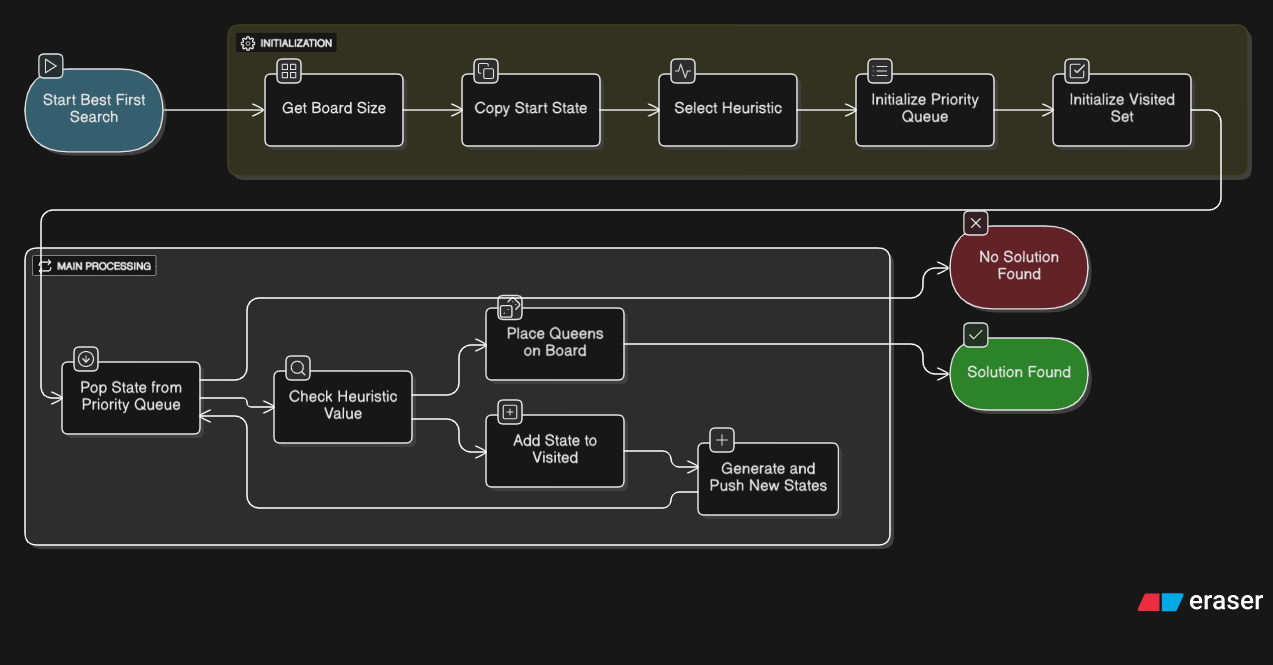 INITIALIZATION
Start Best First
Search
Get Board Size
Copy Start State
Select Heuristic
Initialize Priority
Queue
Initialize Visited
Set
MAIN PROCESSING
No Solution
Found
Place Queens
on Board
Solution Found
Pop State from
Priority Queue
Check Heuristic
Value
Add State to
Visited
Generate and
Push New States
eraser